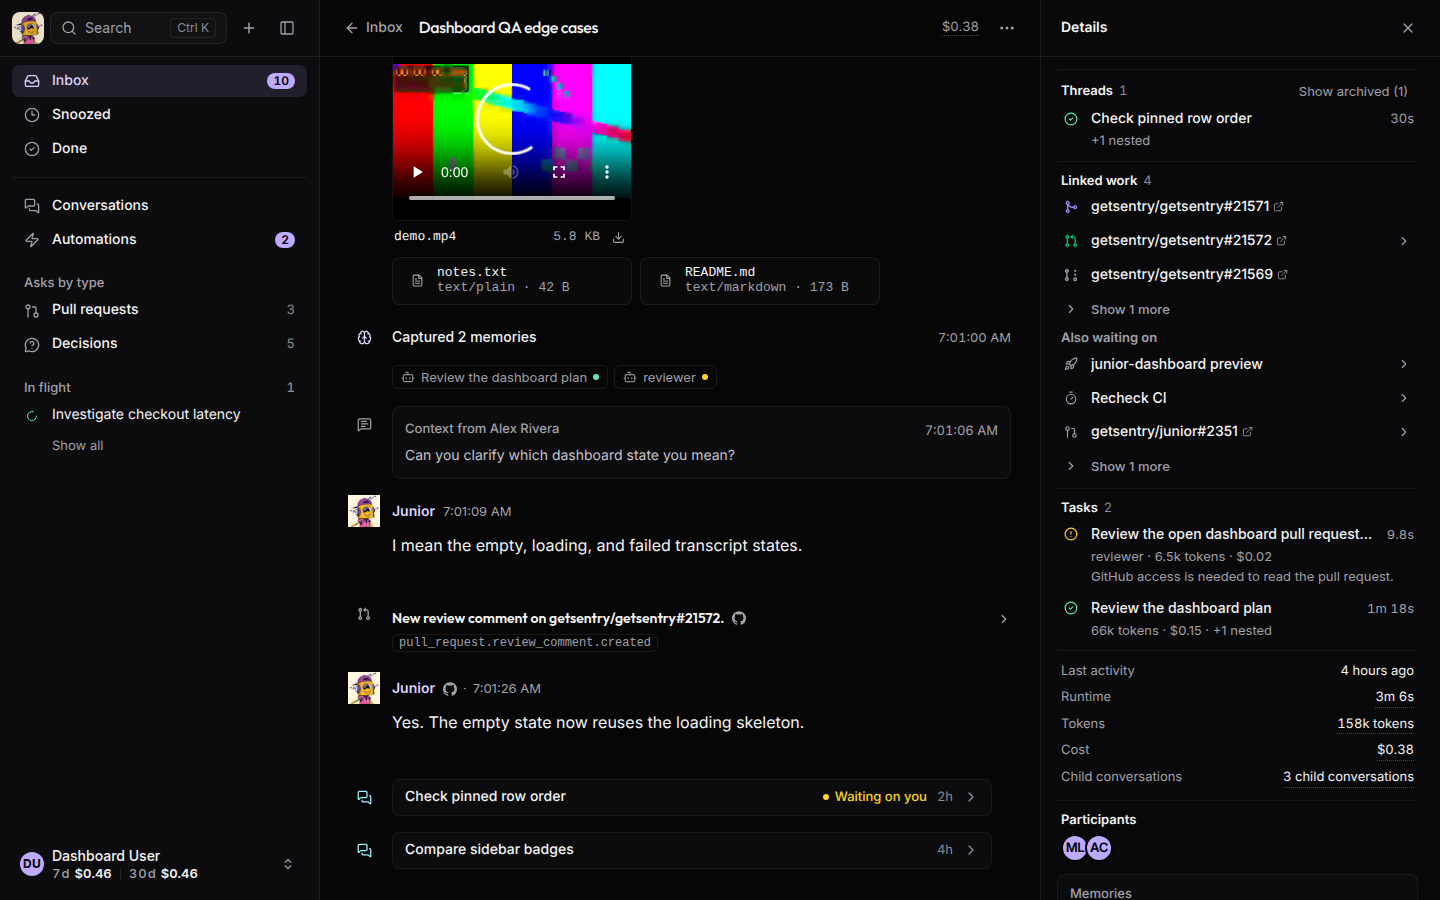 Search
Ctrl K
Inbox
10
Snoozed
Done
Conversations
Automations
2
Asks by type
Pull requests
3
Decisions
5
In flight
1
Investigate checkout latency
Show all
DU
Dashboard User
7d $0.46 30d $0.46
Inbox
Dashboard QA edge cases
$0.38
0:00
demo.mp4
5.8 KB
notes.txt
text/plain · 42 B
README.md
text/markdown · 173 B
Captured 2 memories
7:01:00 AM
Review the dashboard plan
reviewer
Context from Alex Rivera
7:01:06 AM
Can you clarify which dashboard state you mean?
Junior 7:01:09 AM
I mean the empty, loading, and failed transcript states.
New review comment on getsentry/getsentry#21572.
pull_request.review_comment.created
Junior · 7:01:26 AM
Yes. The empty state now reuses the loading skeleton.
Check pinned row order
Waiting on you 2h
Compare sidebar badges
4h
Details
Threads 1
Show archived (1)
Check pinned row order
30s
+1 nested
Linked work 4
getsentry/getsentry#21571
getsentry/getsentry#21572
getsentry/getsentry#21569
Show 1 more
Also waiting on
junior-dashboard preview
Recheck CI
getsentry/junior#2351
Show 1 more
Tasks 2
Review the open dashboard pull request...
9.8s
reviewer · 6.5k tokens · $0.02
GitHub access is needed to read the pull request.
Review the dashboard plan
1m 18s
66k tokens · $0.15 · +1 nested
Last activity
4 hours ago
Runtime
3m 6s
Tokens
158k tokens
Cost
$0.38
Child conversations
3 child conversations
Participants
ML AC
Memories